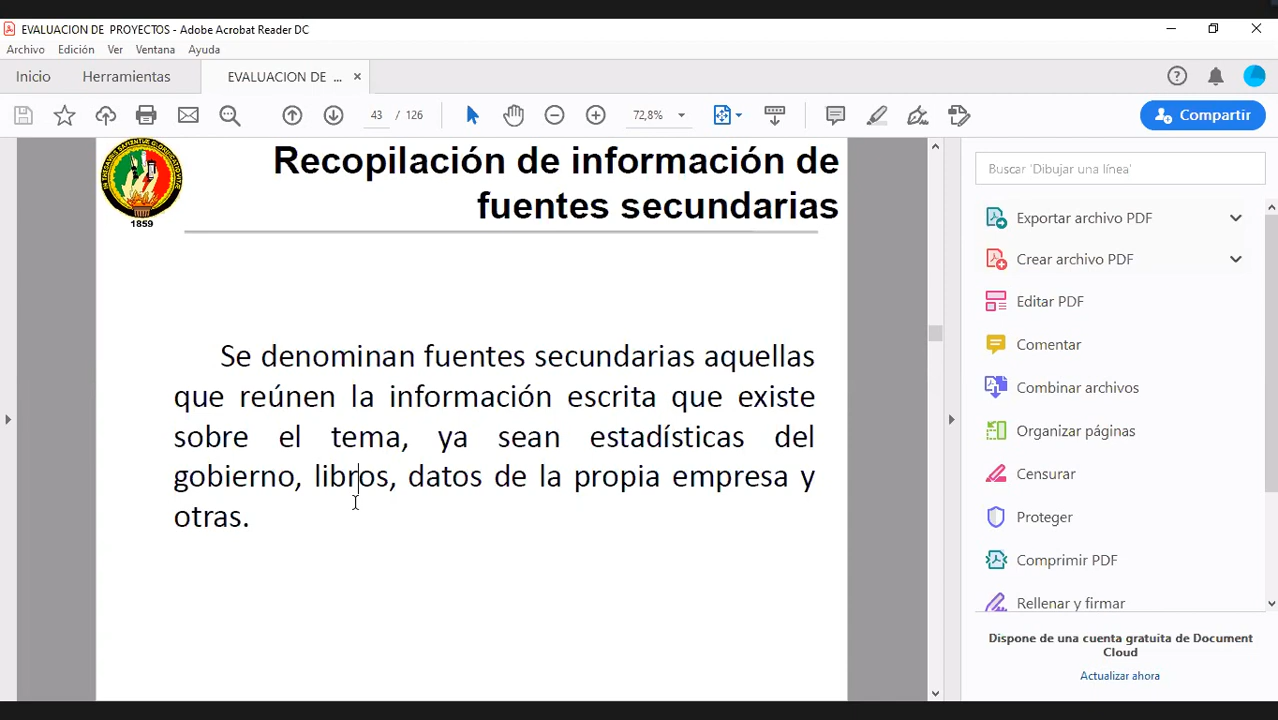 EVALUACION DE PROYECTOS - Adobe Acrobat Reader DC
Archivo Edición Ver Ventana Ayuda
Inicio Herramientas EVALUACION DE ... ×
43 / 126 72,8% Compartir
Recopilación de información de
fuentes secundarias
1859
Se denominan fuentes secundarias aquellas
que reúnen la información escrita que existe
sobre el tema, ya sean estadísticas del
gobierno, libros, datos de la propia empresa y
otras.
Buscar 'Dibujar una línea'
Exportar archivo PDF
Crear archivo PDF
Editar PDF
Comentar
Combinar archivos
Organizar páginas
Censurar
Proteger
Comprimir PDF
Rellenar y firmar
Dispone de una cuenta gratuita de Document
Cloud
Actualizar ahora